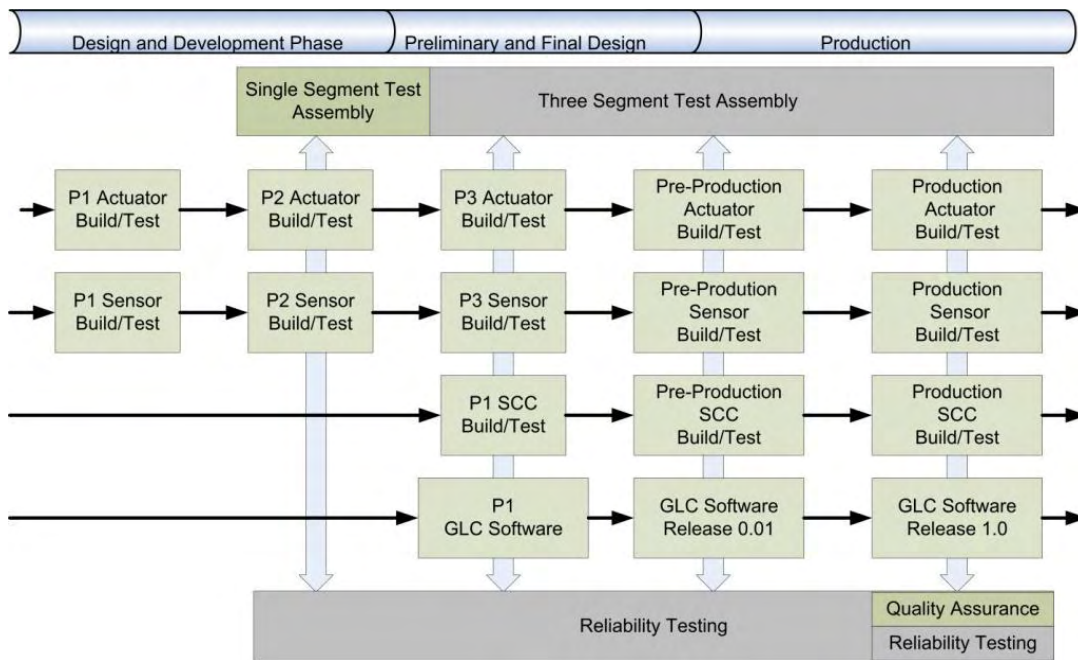 Design and Development Phase
Preliminary and Final Design
Production
Single Segment Test
Assembly
Three Segment Test Assembly
P1 Actuator
Build/Test
P2 Actuator
Build/Test
P3 Actuator
Build/Test
Pre-Production
Actuator
Build/Test
Production
Actuator
Build/Test
P1 Sensor
Build/Test
P2 Sensor
Build/Test
P3 Sensor
Build/Test
Pre-Prodution
Sensor
Build/Test
Production
Sensor
Build/Test
P1 SCC
Build/Test
Pre-Production
SCC
Build/Test
Production
SCC
Build/Test
P1
GLC Software
GLC Software
Release 0.01
GLC Software
Release 1.0
Reliability Testing
Quality Assurance
Reliability Testing